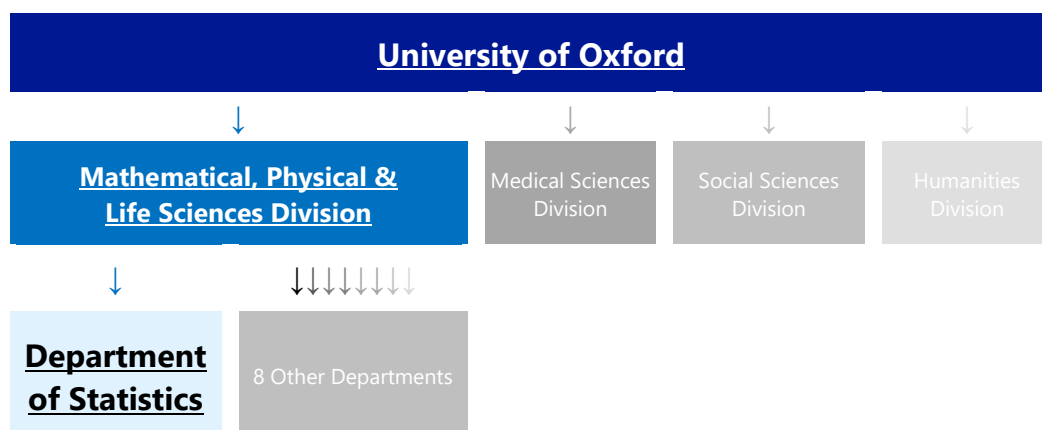 University of Oxford
↓
↓
↓
↓
Mathematical, Physical &
Life Sciences Division
Medical Sciences
Division
Social Sciences
Division
Humanities
Division
↓
↓↓↓↓↓↓↓↓
Department
of Statistics
8 Other Departments